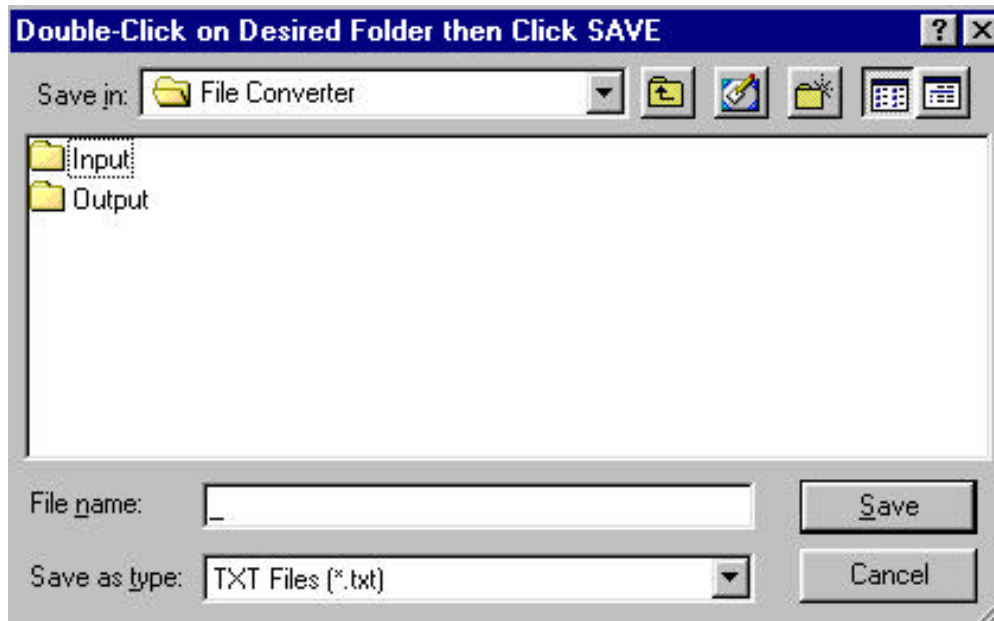 Double-Click on Desired Folder then Click SAVE
Save in: File Converter
Input
Output
File name: _
Save
Save as type: TXT Files (*.txt)
Cancel